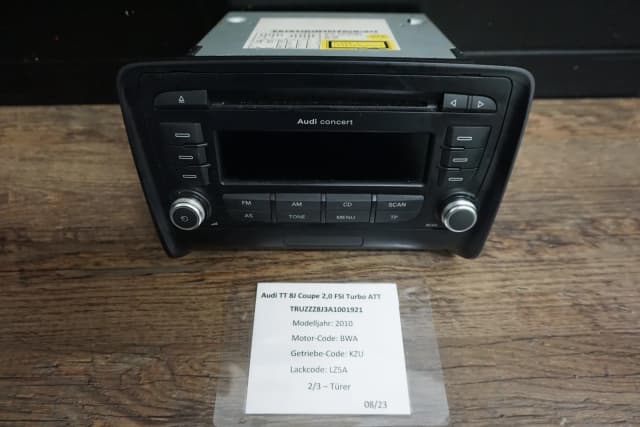 Audi concert
FM AM CD SCAN
AS TONE MENU TP
Audi TT 8J Coupe 2,0 FSI Turbo ATT
TRUZZZ8J3A1001921
Modelljahr: 2010
Motor-Code: BWA
Getriebe-Code: KZU
Lackcode: LZ5A
2/3 – Türer
08/23